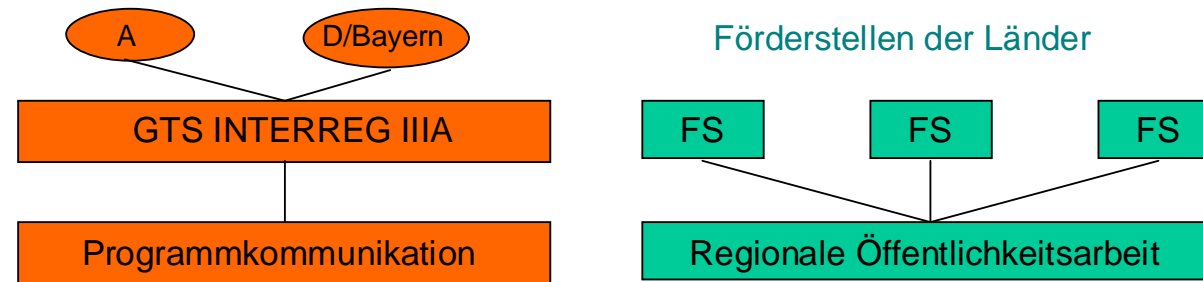 A
D/Bayern
GTS INTERREG IIIA
Programmkommunikation
Förderstellen der Länder
FS
FS
FS
Regionale Öffentlichkeitsarbeit